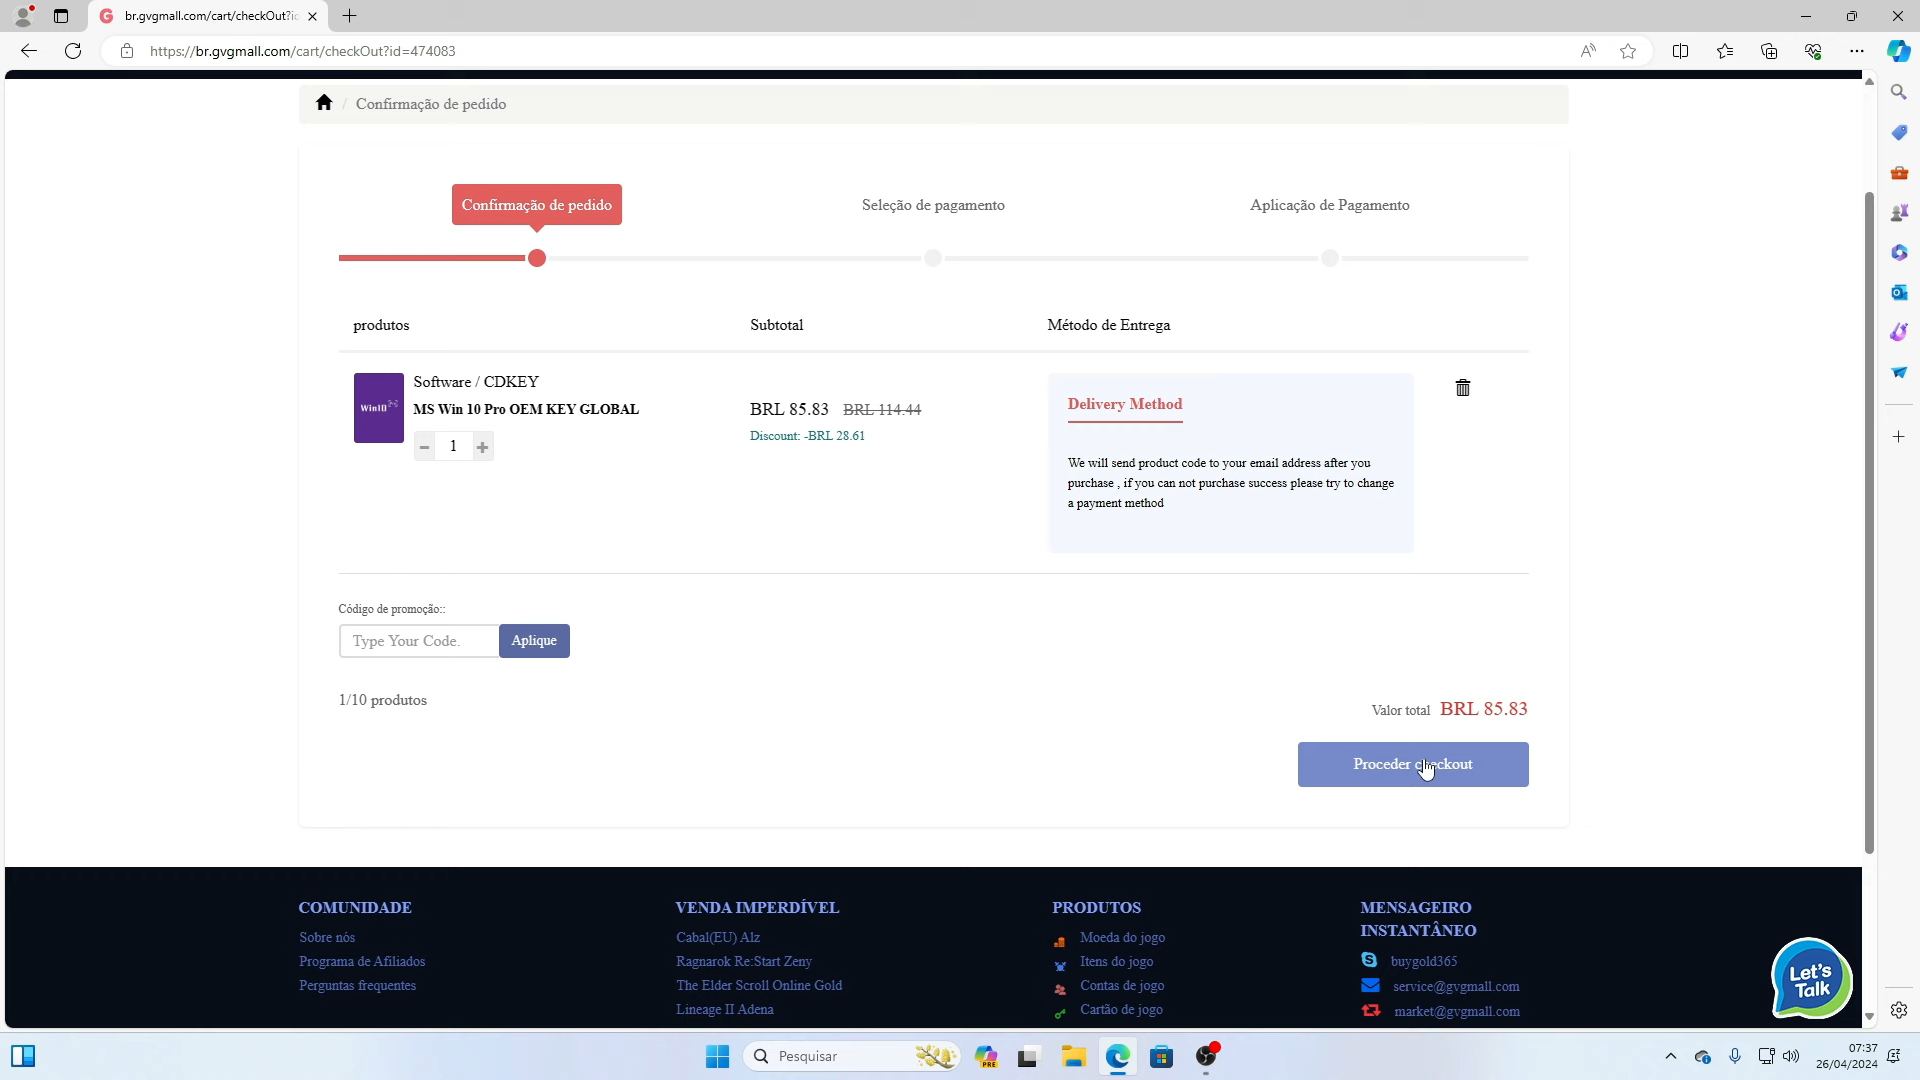 br.gvgmall.com/cart/checkOut?ic
https://br.gvgmall.com/cart/checkOut?id=474083
/ Confirmação de pedido
Confirmação de pedido
Seleção de pagamento
Aplicação de Pagamento
produtos
Subtotal
Método de Entrega
Win10
Software / CDKEY
MS Win 10 Pro OEM KEY GLOBAL
− 1 +
BRL 85.83 BRL 114.44
Discount: -BRL 28.61
Delivery Method
We will send product code to your email address after you
purchase , if you can not purchase success please try to change
a payment method
Código de promoção::
Type Your Code.
Aplique
1/10 produtos
Valor total BRL 85.83
Proceder checkout
COMUNIDADE
Sobre nós
Programa de Afiliados
Perguntas frequentes
VENDA IMPERDÍVEL
Cabal(EU) Alz
Ragnarok Re:Start Zeny
The Elder Scroll Online Gold
Lineage II Adena
PRODUTOS
Moeda do jogo
Itens do jogo
Contas de jogo
Cartão de jogo
MENSAGEIRO
INSTANTÂNEO
buygold365
service@gvgmall.com
market@gvgmall.com
Let's
Talk
Pesquisar
PRE
07:37
26/04/2024